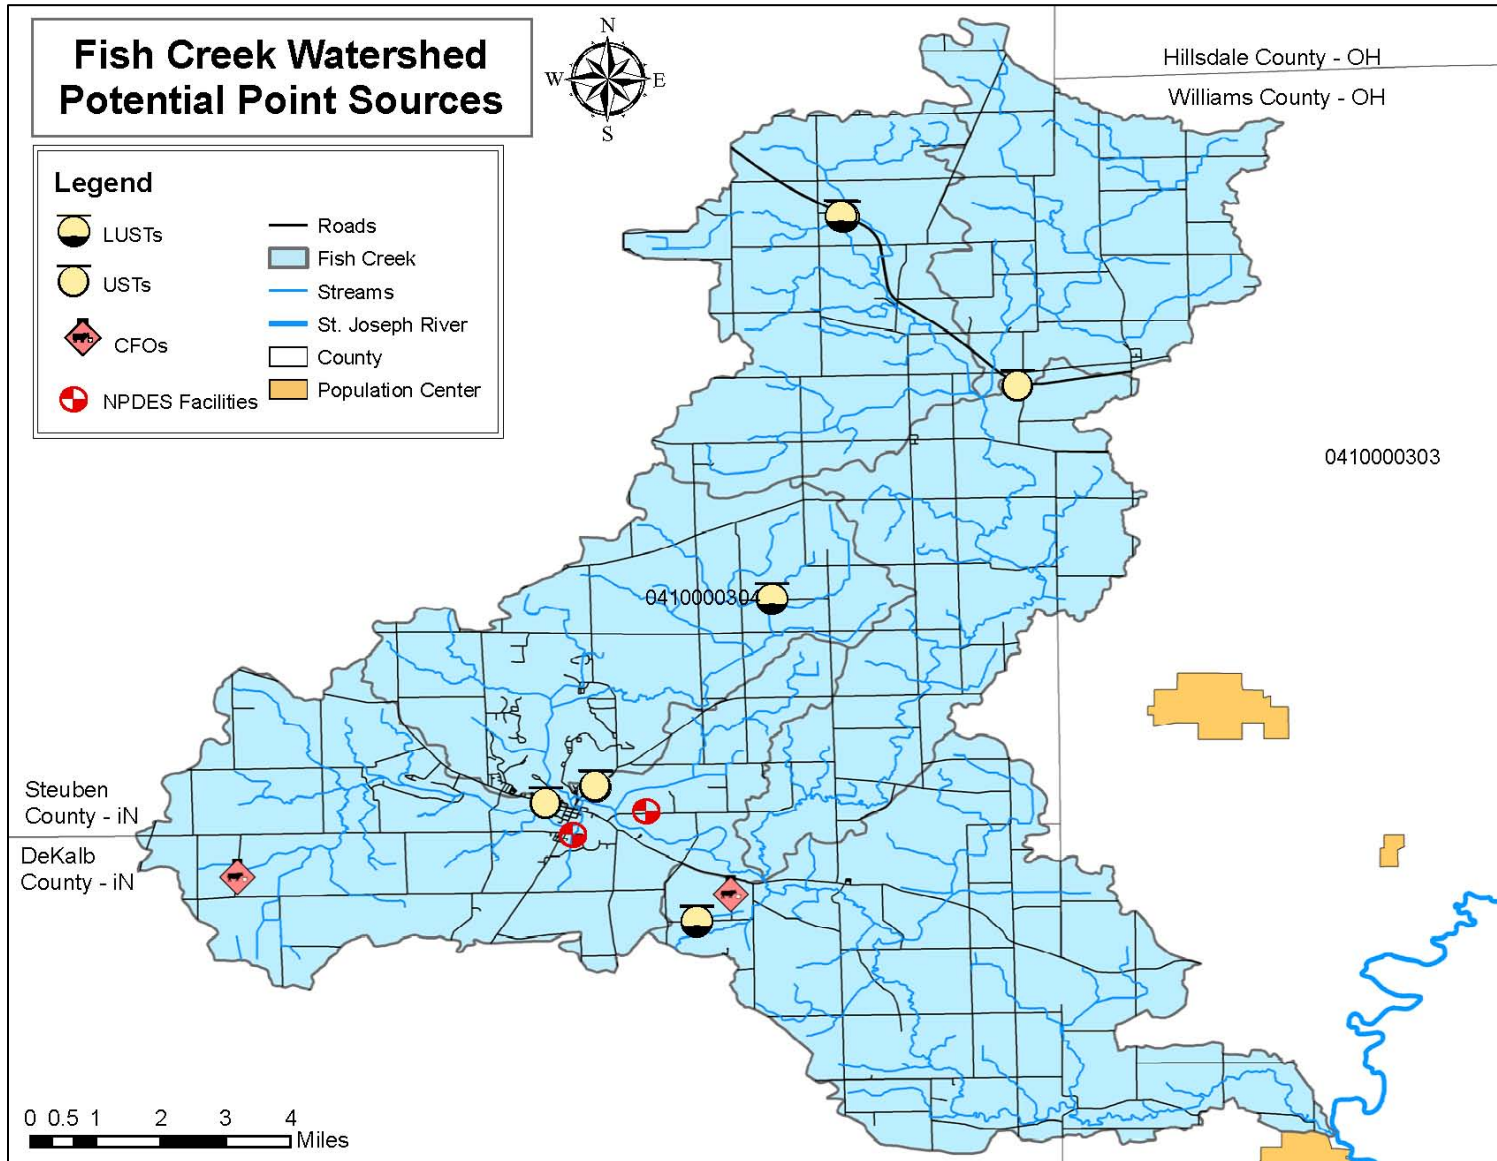 Fish Creek Watershed
Potential Point Sources
N
W
E
S
Hillsdale County - OH
Williams County - OH
Legend
LUSTs
USTs
CFOs
NPDES Facilities
Roads
Fish Creek
Streams
St. Joseph River
County
Population Center
0410000303
0410000304
Steuben
County - iN
DeKalb
County - iN
0 0.5 1 2 3 4
Miles